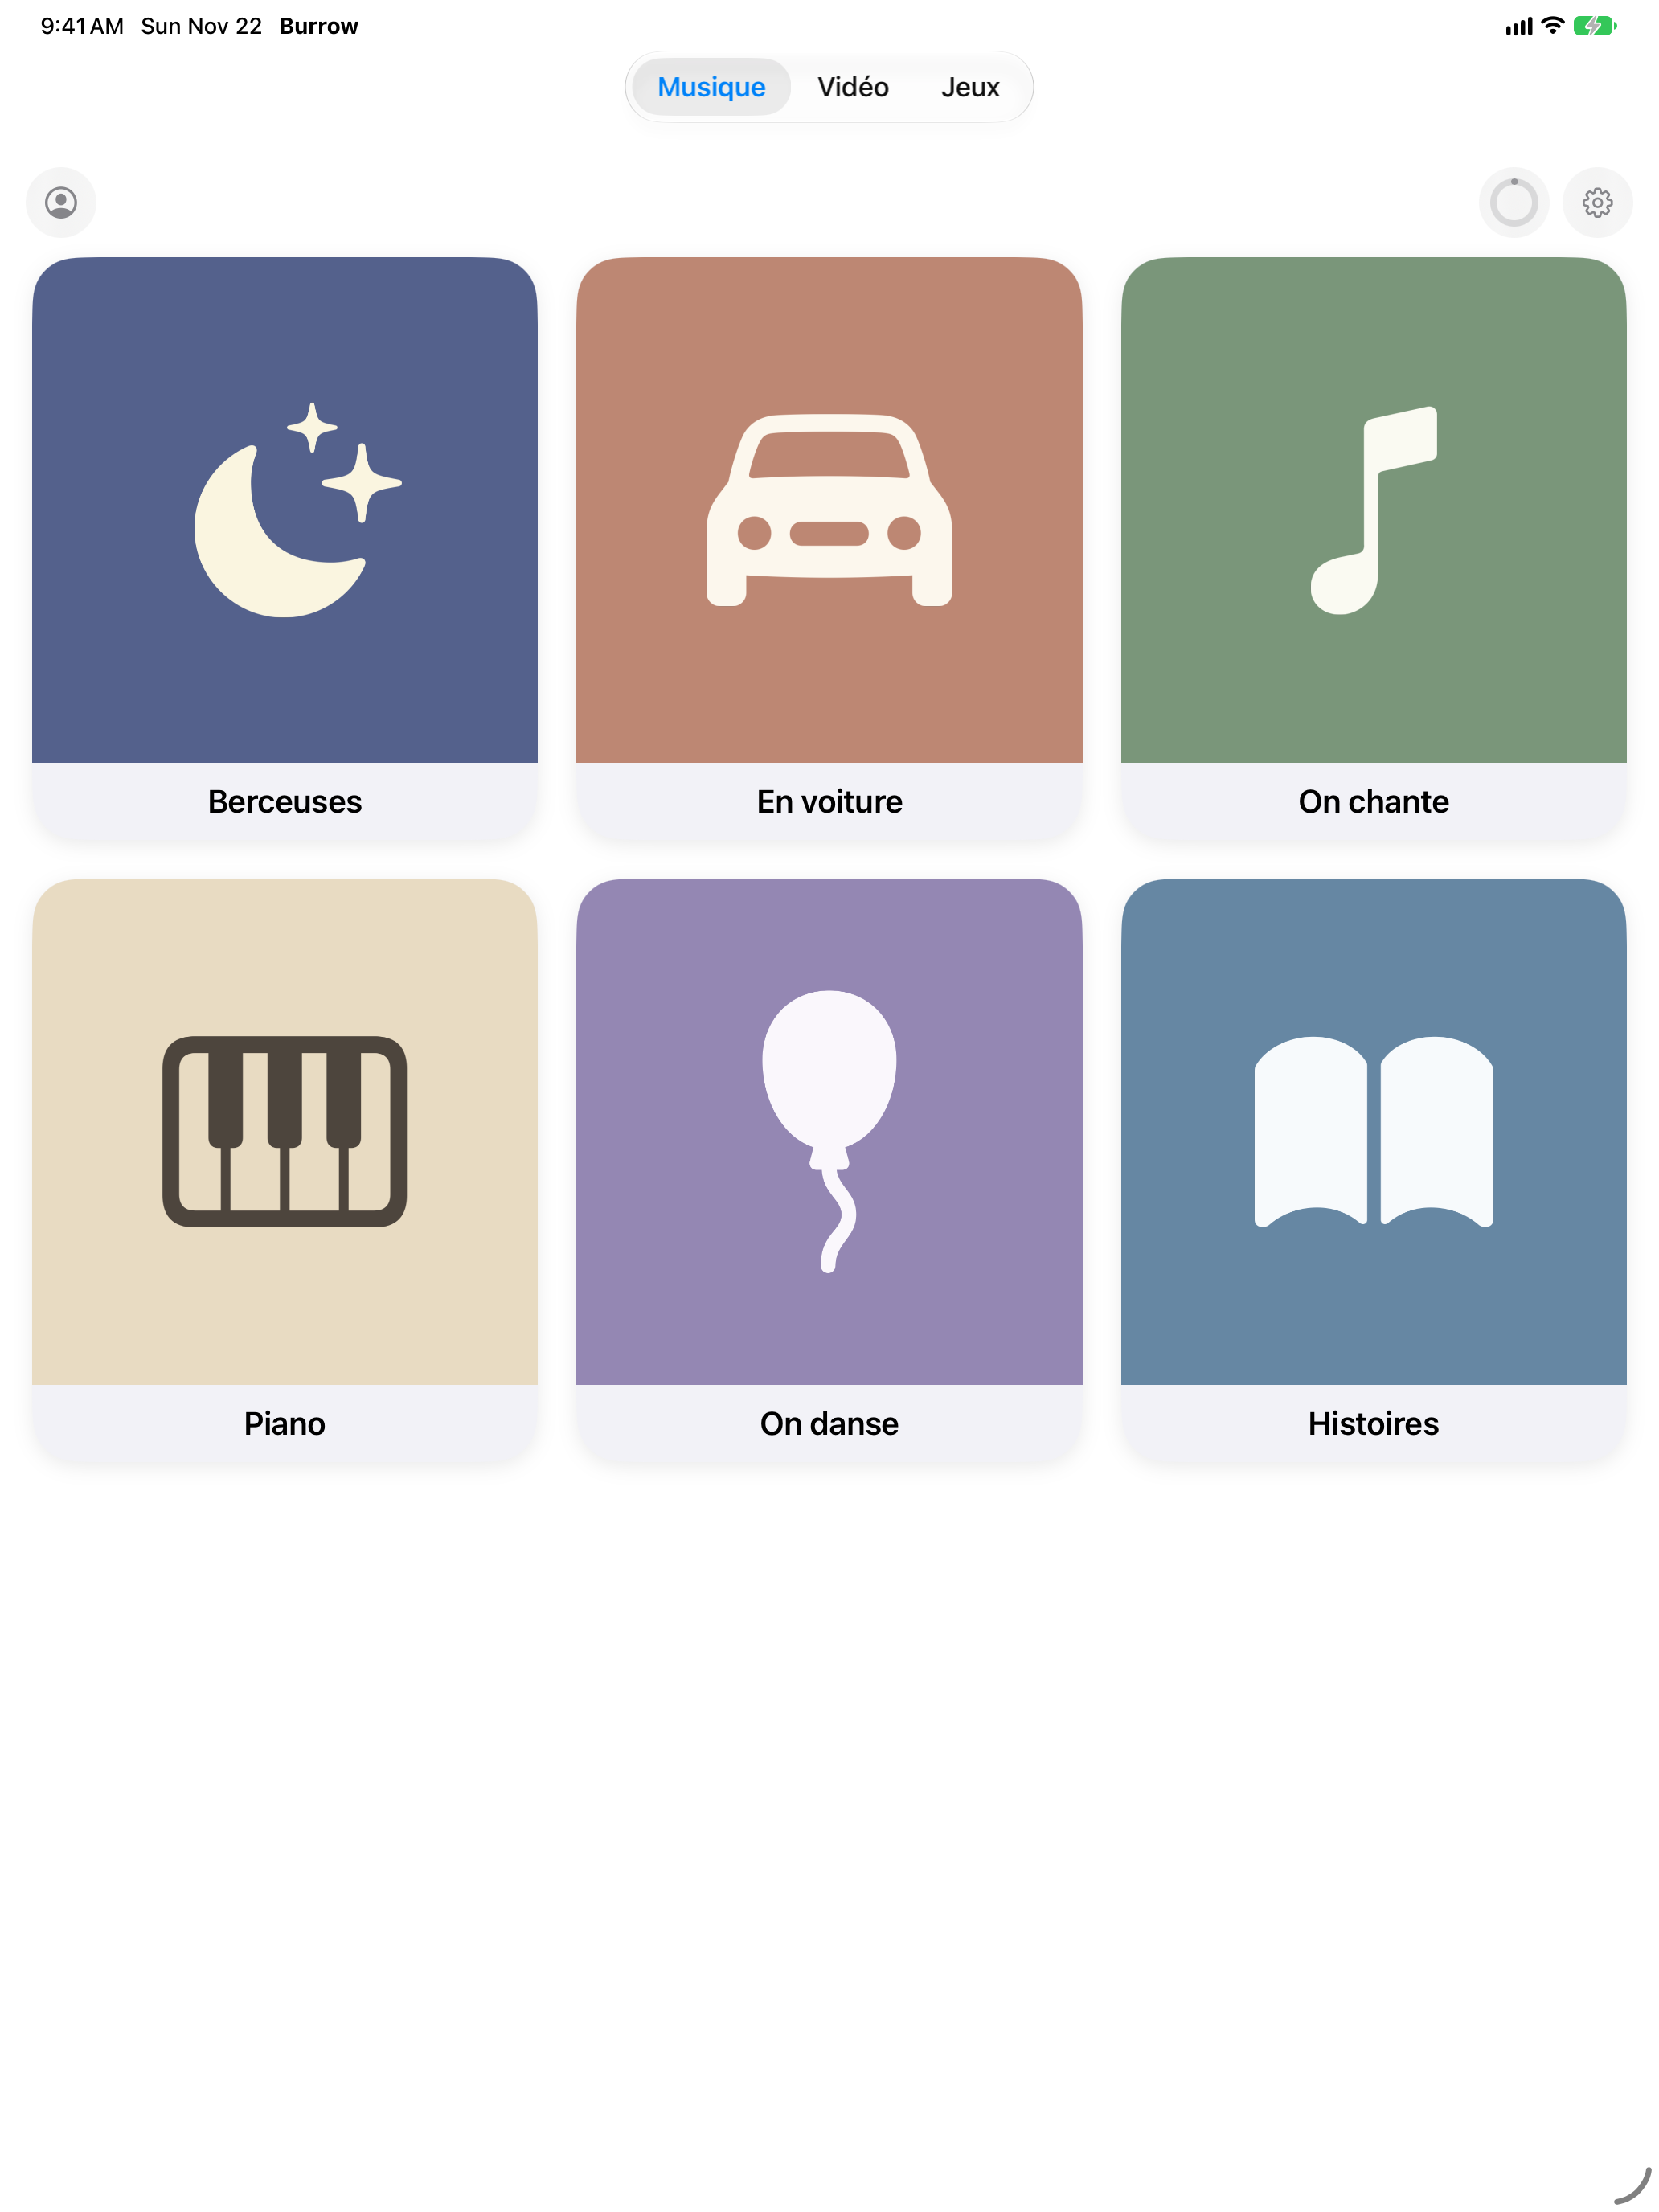 9:41 AM Sun Nov 22 Burrow
Musique Vidéo Jeux
Berceuses En voiture On chante
Piano On danse Histoires